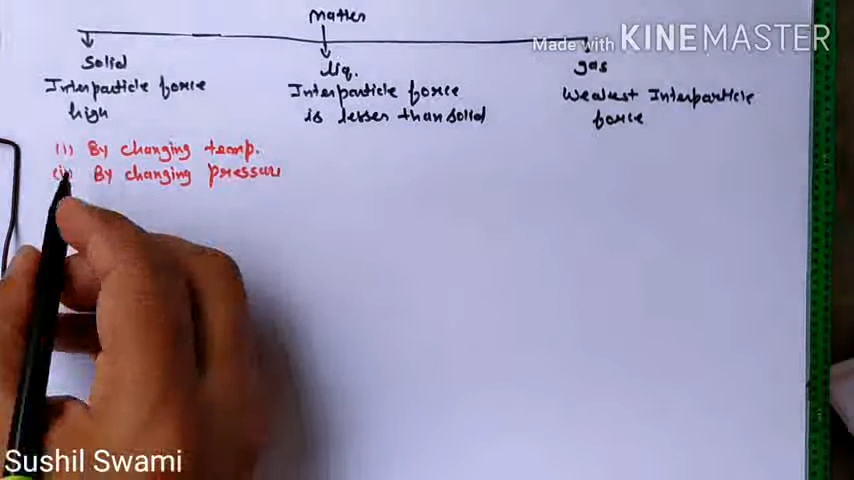 Matter
Made with KINEMASTER
Solid
Liq.
gas
Interparticle force
high
Interparticle force
is lesser than solid
Weakest Interparticle
force
(i) By changing temp.
(ii) By changing pressure
Sushil Swami